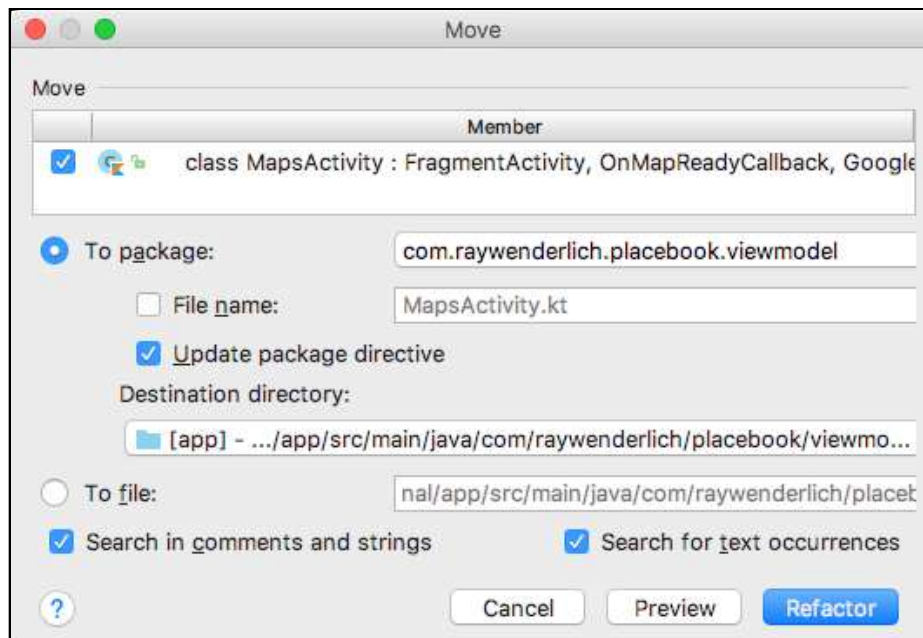 Move
Move
Member
class MapsActivity : FragmentActivity, OnMapReadyCallback, Google
To package: com.raywenderlich.placebook.viewmodel
File name: MapsActivity.kt
Update package directive
Destination directory:
[app] - .../app/src/main/java/com/raywenderlich/placebook/viewmo...
To file: nal/app/src/main/java/com/raywenderlich/placeb
Search in comments and strings Search for text occurrences
? Cancel Preview Refactor